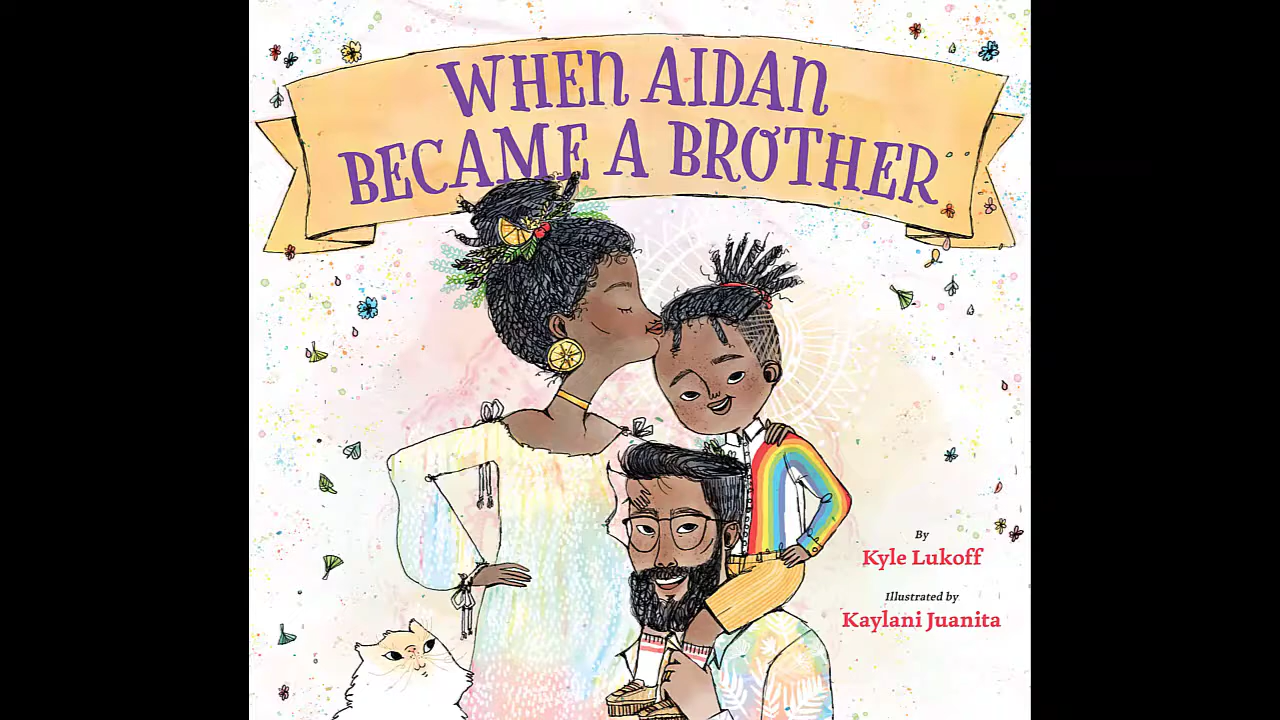 WHEN AIDAN
BECAME A BROTHER
By
Kyle Lukoff
Illustrated by
Kaylani Juanita